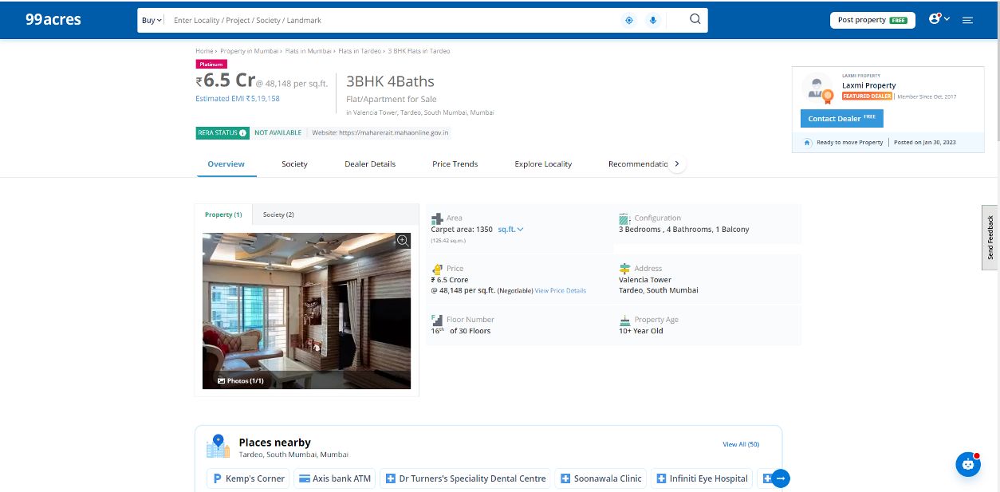 99acres
Buy
Enter Locality / Project / Society / Landmark
Post property FREE
Home› Property in Mumbai› Flats in Mumbai› Flats in Tardeo› 3 BHK Flats in Tardeo
Platinum
₹6.5 Cr@ 48,148 per sq.ft.
Estimated EMI ₹5,19,158
3BHK 4Baths
Flat/Apartment for Sale
in Valencia Tower, Tardeo, South Mumbai, Mumbai
LAXMI PROPERTY
Laxmi Property
FEATURED DEALER | Member Since Oct, 2017
Contact Dealer FREE
Ready to move Property | Posted on Jan 30, 2023
RERA STATUS NOT AVAILABLE | Website: https://maharerait.mahaonline.gov.in
Overview Society Dealer Details Price Trends Explore Locality Recommendatio
Property (1) Society (2)
Photos (1/1)
Area
Carpet area: 1350 sq.ft.
(125.42 sq.m.)
Configuration
3 Bedrooms , 4 Bathrooms, 1 Balcony
Price
₹ 6.5 Crore
@ 48,148 per sq.ft. (Negotiable) View Price Details
Address
Valencia Tower
Tardeo, South Mumbai
Floor Number
16th of 30 Floors
Property Age
10+ Year Old
Send Feedback
Places nearby
Tardeo, South Mumbai, Mumbai
View All (50)
Kemp's Corner
Axis bank ATM
Dr Turners's Speciality Dental Centre
Soonawala Clinic
Infiniti Eye Hospital